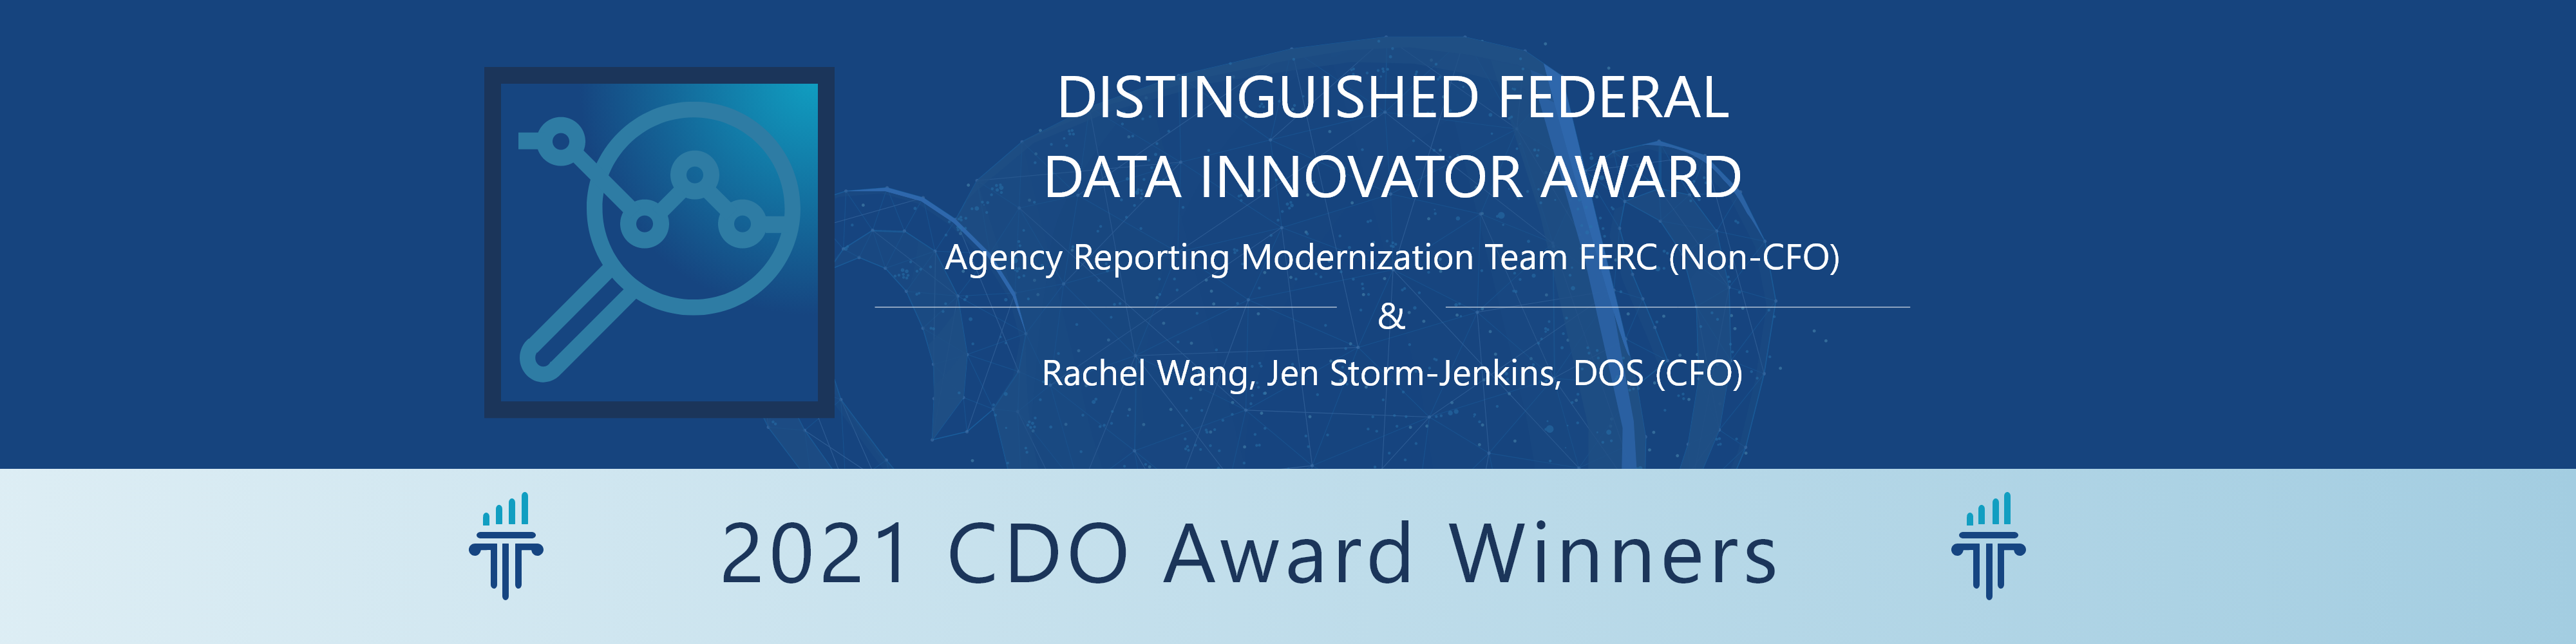 DISTINGUISHED FEDERAL
DATA INNOVATOR AWARD
Agency Reporting Modernization Team FERC (Non-CFO)
&
Rachel Wang, Jen Storm-Jenkins, DOS (CFO)
2021 CDO Award Winners